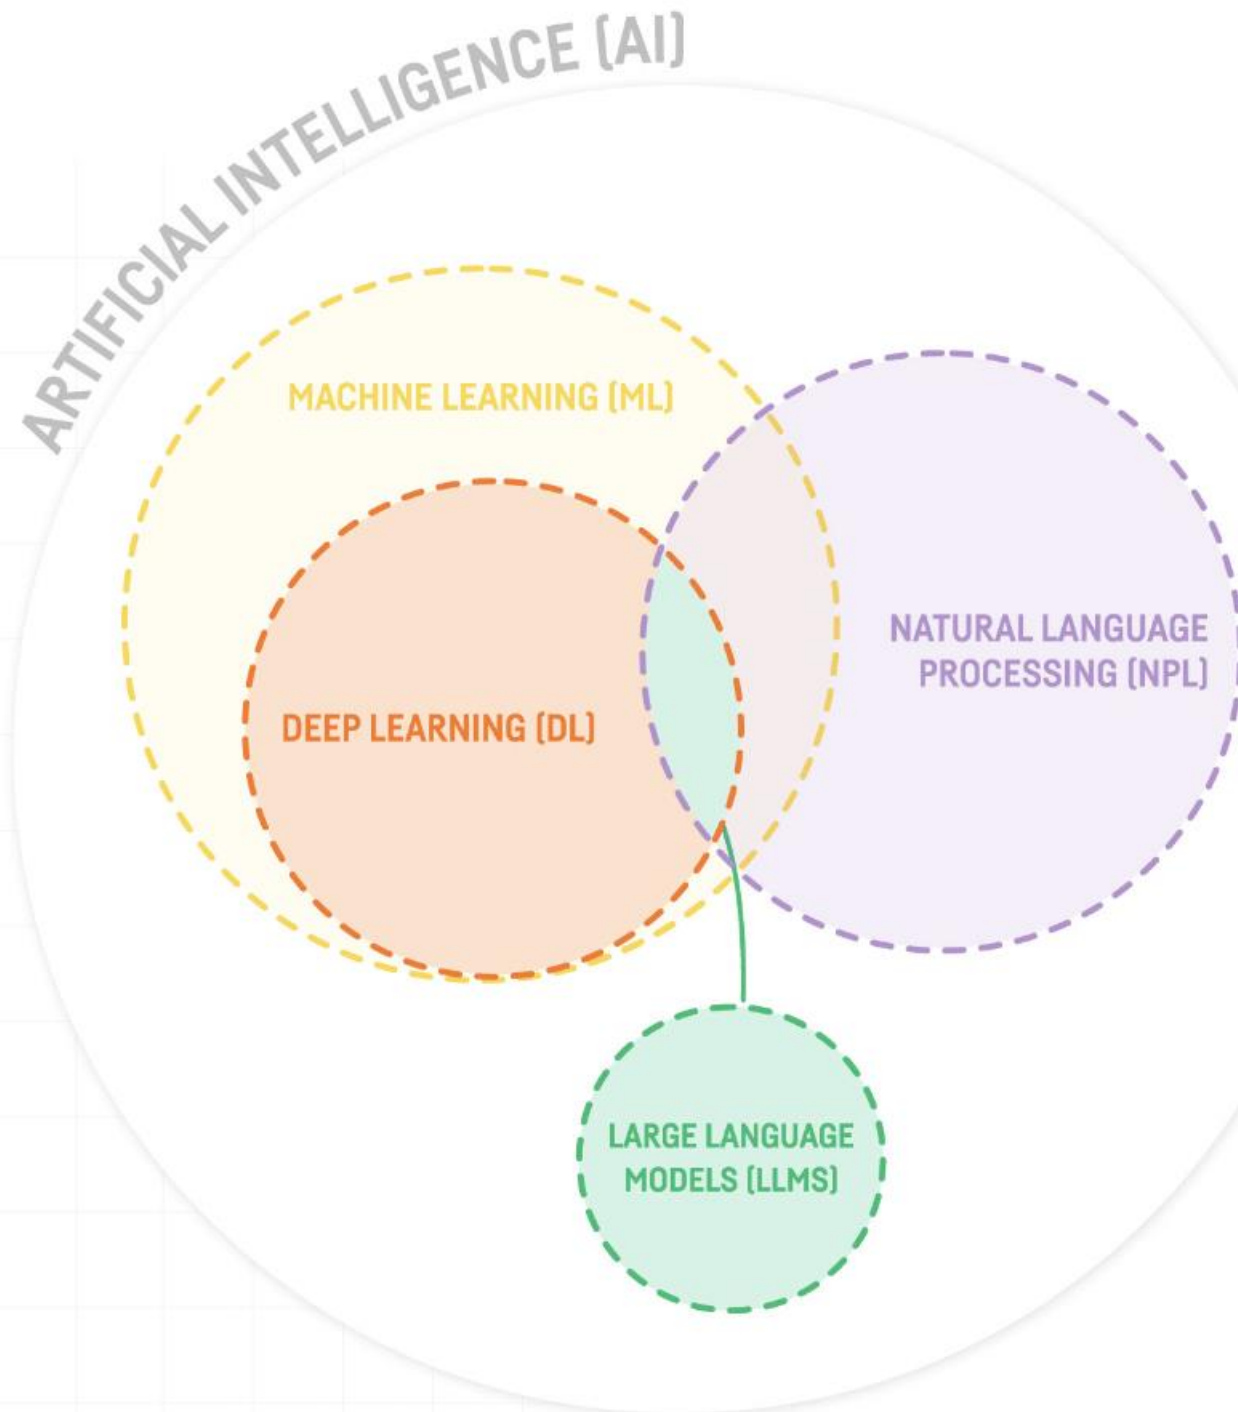 ARTIFICIAL INTELLIGENCE (AI)
MACHINE LEARNING (ML)
NATURAL LANGUAGE
PROCESSING (NPL)
DEEP LEARNING (DL)
LARGE LANGUAGE
MODELS (LLMS)